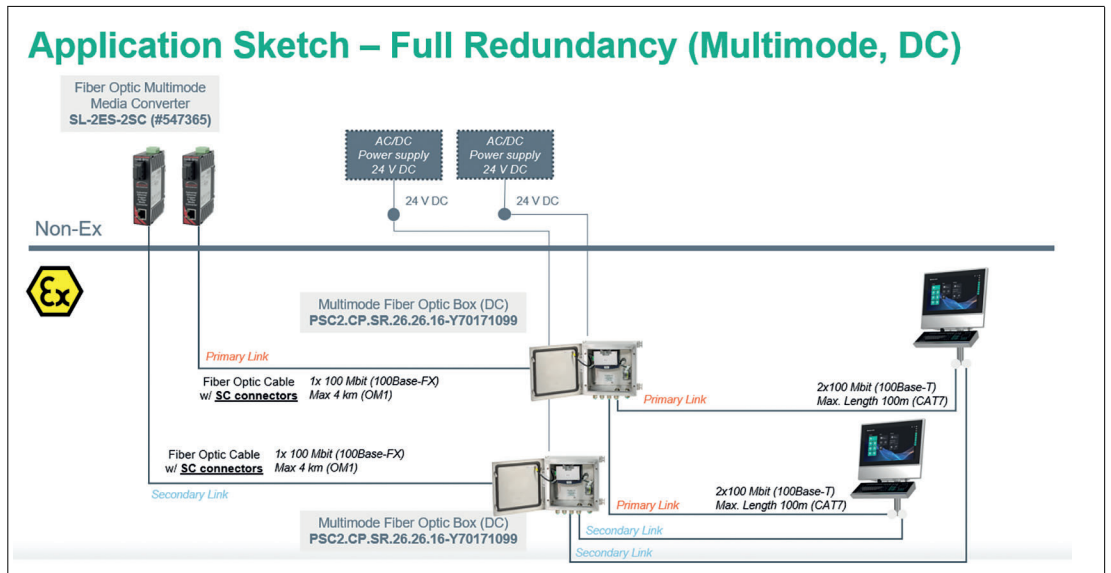 Application Sketch – Full Redundancy (Multimode, DC)
Fiber Optic Multimode
Media Converter
SL-2ES-2SC (#547365)
AC/DC
Power supply
24 V DC
AC/DC
Power supply
24 V DC
24 V DC
24 V DC
Non-Ex
Ex
Multimode Fiber Optic Box (DC)
PSC2.CP.SR.26.26.16-Y70171099
Primary Link
Fiber Optic Cable
w/ SC connectors
1x 100 Mbit (100Base-FX)
Max 4 km (OM1)
Primary Link
2x100 Mbit (100Base-T)
Max. Length 100m (CAT7)
Fiber Optic Cable
w/ SC connectors
1x 100 Mbit (100Base-FX)
Max 4 km (OM1)
Secondary Link
Primary Link
2x100 Mbit (100Base-T)
Max. Length 100m (CAT7)
Multimode Fiber Optic Box (DC)
PSC2.CP.SR.26.26.16-Y70171099
Secondary Link
Secondary Link